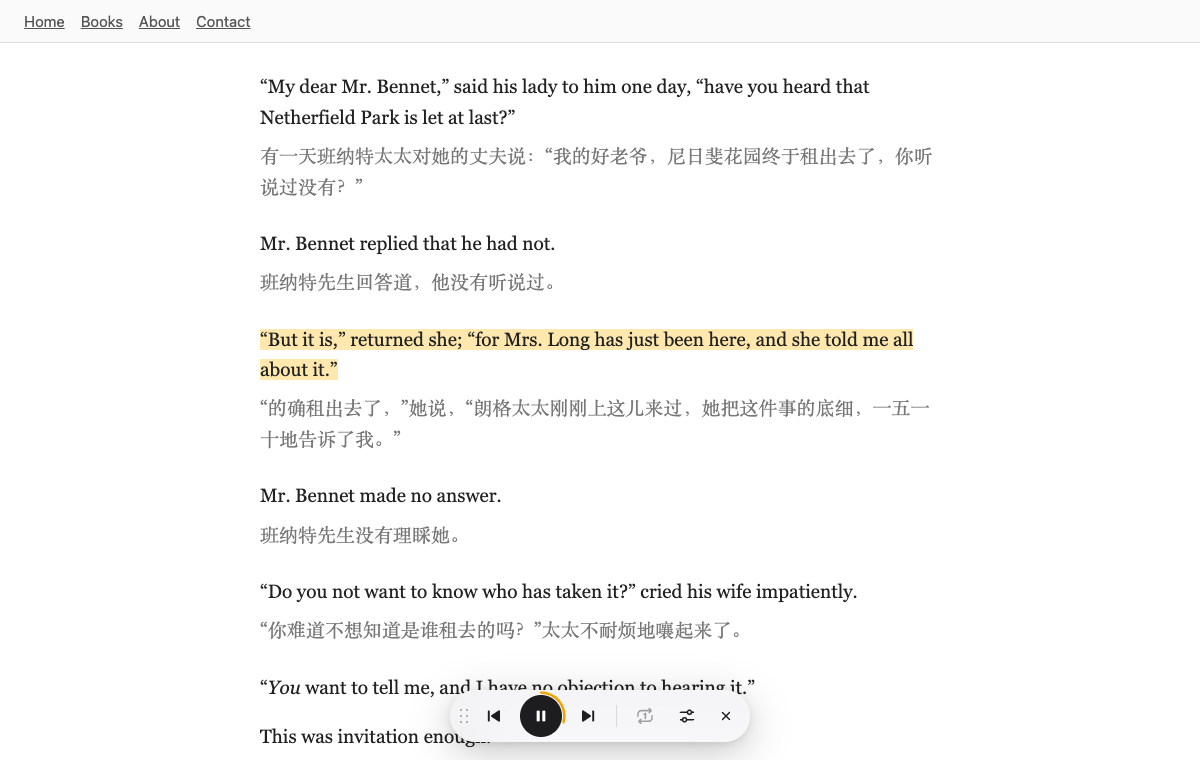 Home Books About Contact
“My dear Mr. Bennet,” said his lady to him one day, “have you heard that
Netherfield Park is let at last?”
有一天班纳特太太对她的丈夫说：“我的好老爷，尼日斐花园终于租出去了，你听
说过没有？”
Mr. Bennet replied that he had not.
班纳特先生回答道，他没有听说过。
“But it is,” returned she; “for Mrs. Long has just been here, and she told me all
about it.”
“的确租出去了，”她说，“朗格太太刚刚上这儿来过，她把这件事的底细，一五一
十地告诉了我。”
Mr. Bennet made no answer.
班纳特先生没有理睬她。
“Do you not want to know who has taken it?” cried his wife impatiently.
“你难道不想知道是谁租去的吗？”太太不耐烦地嚷起来了。
“You want to tell me, and I have no objection to hearing it.”
This was invitation enough.